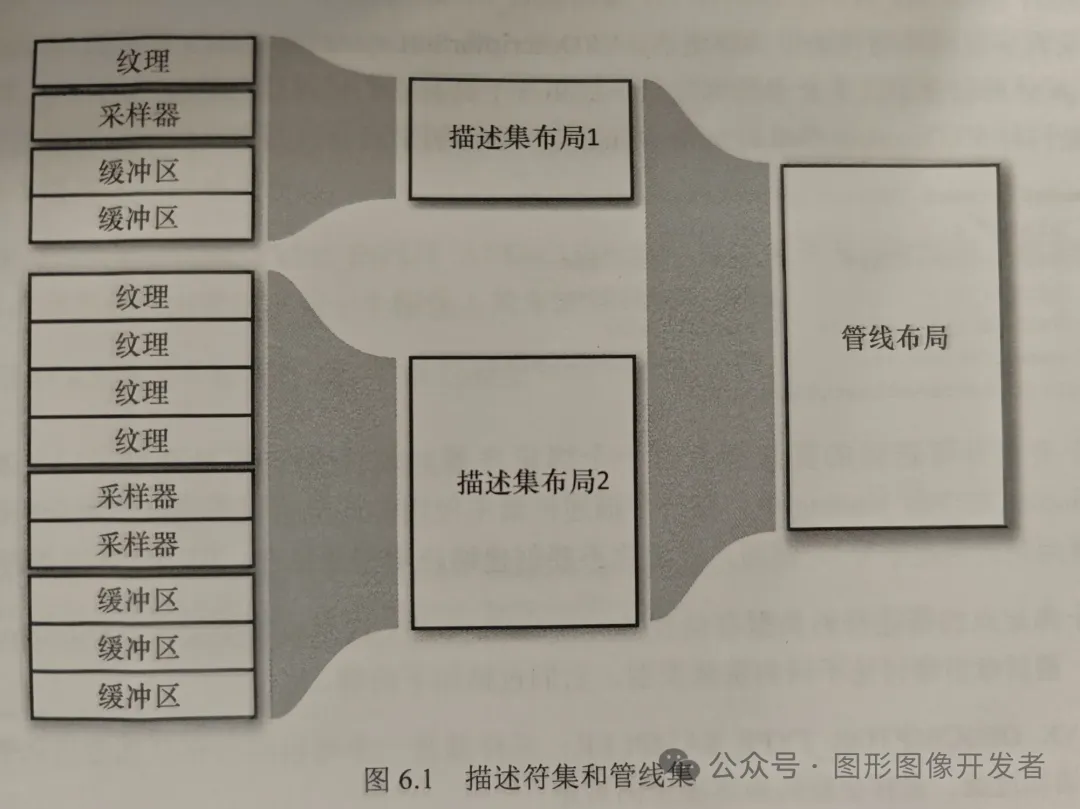 纹理
采样器
缓冲区
缓冲区
描述集布局1
纹理
纹理
纹理
纹理
采样器
采样器
缓冲区
缓冲区
缓冲区
描述集布局2
管线布局
图 6.1 描述符集和管线集
公众号·图形图像开发者